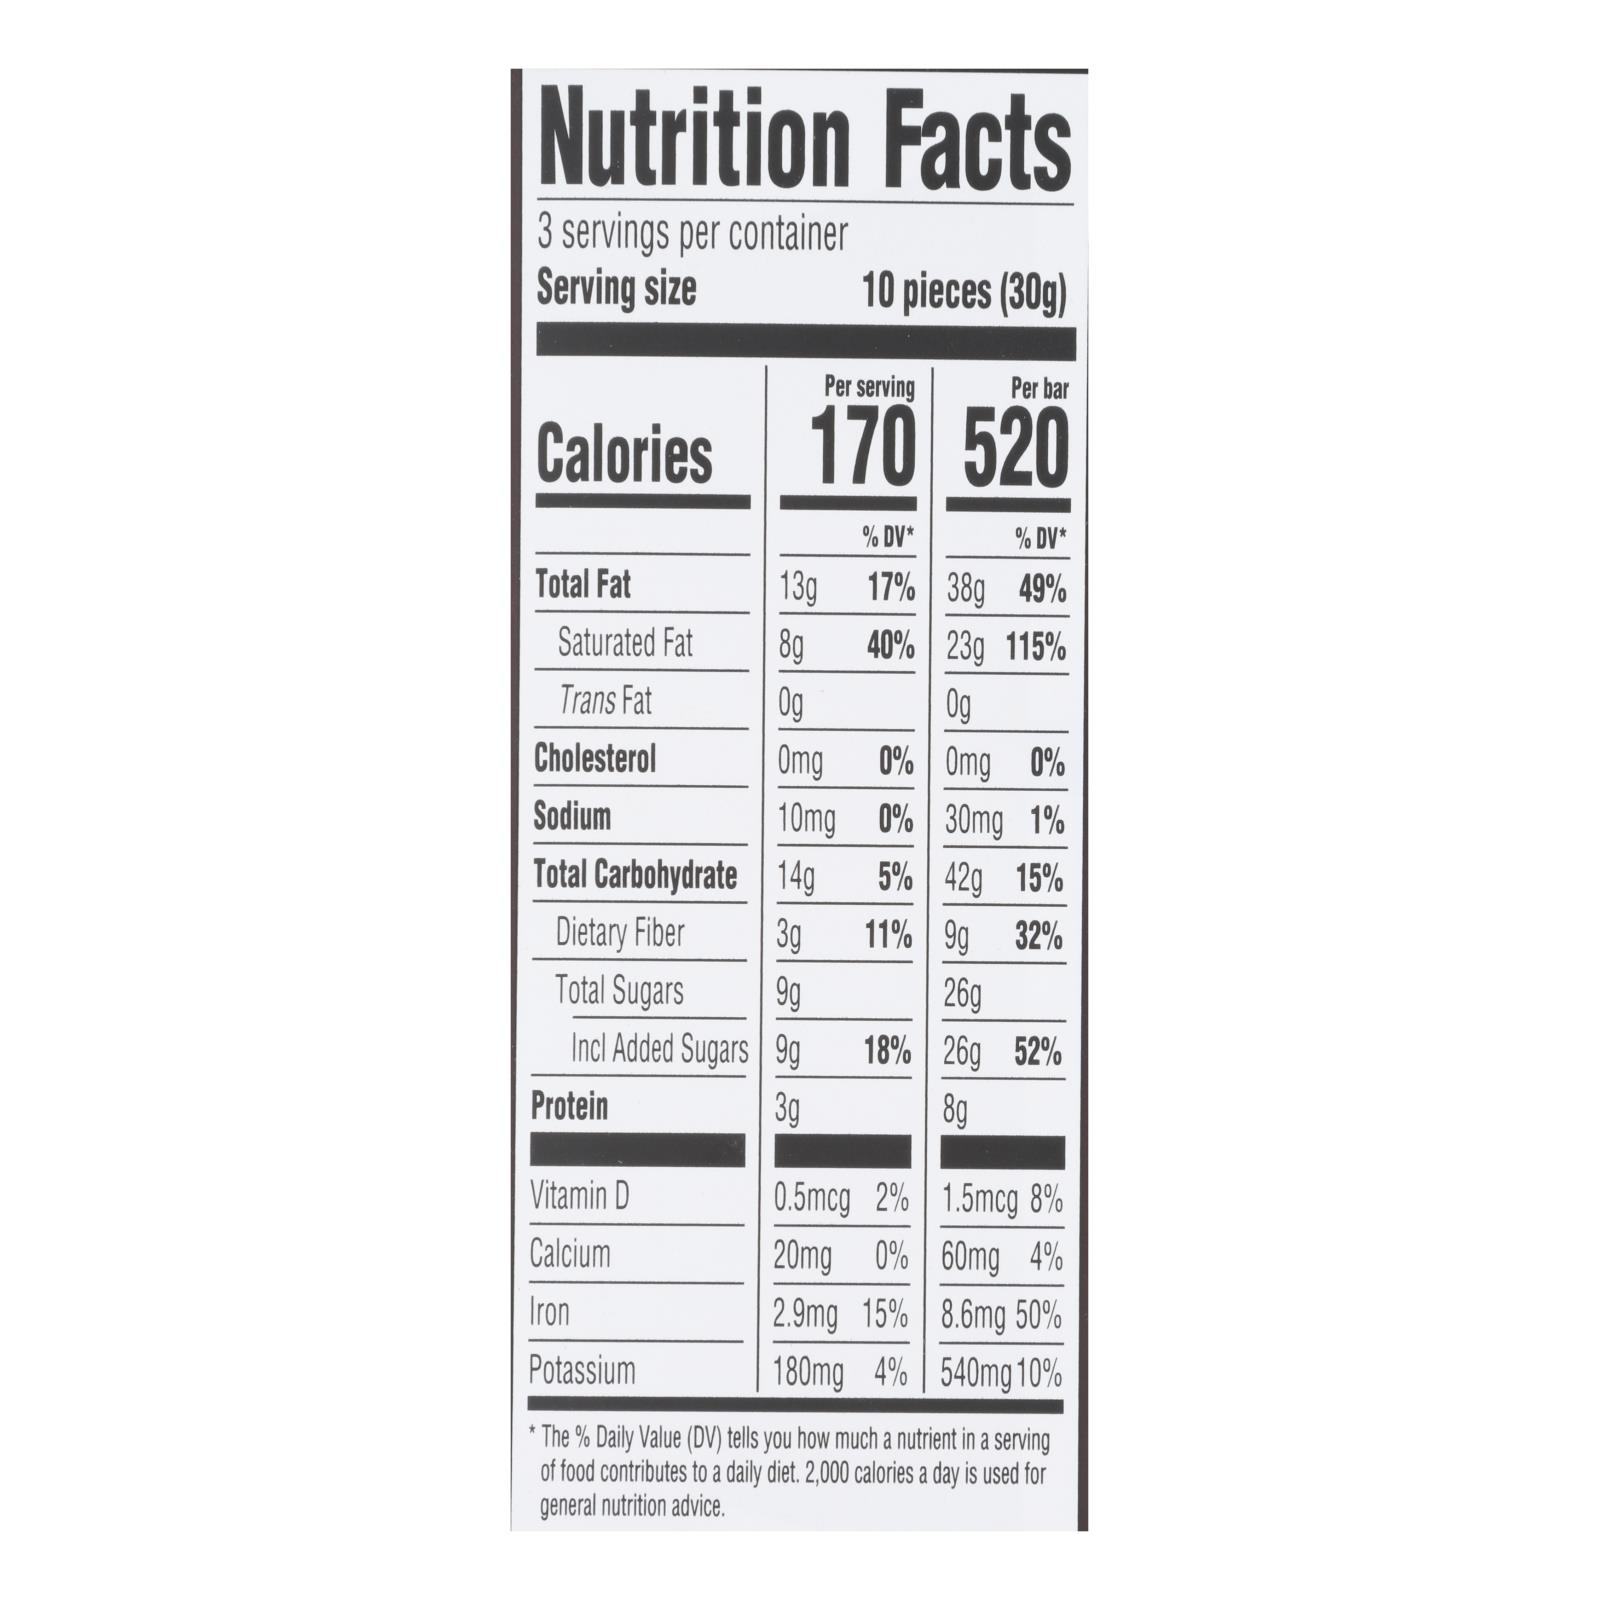 Nutrition Facts
3 servings per container
Serving size 10 pieces (30g)
Per serving Per bar
Calories 170 520
% DV* % DV*
Total Fat 13g 17% 38g 49%
Saturated Fat 8g 40% 23g 115%
Trans Fat 0g 0g
Cholesterol 0mg 0% 0mg 0%
Sodium 10mg 0% 30mg 1%
Total Carbohydrate 14g 5% 42g 15%
Dietary Fiber 3g 11% 9g 32%
Total Sugars 9g 26g
Incl Added Sugars 9g 18% 26g 52%
Protein 3g 8g
Vitamin D 0.5mcg 2% 1.5mcg 8%
Calcium 20mg 0% 60mg 4%
Iron 2.9mg 15% 8.6mg 50%
Potassium 180mg 4% 540mg 10%
* The % Daily Value (DV) tells you how much a nutrient in a serving
of food contributes to a daily diet. 2,000 calories a day is used for
general nutrition advice.